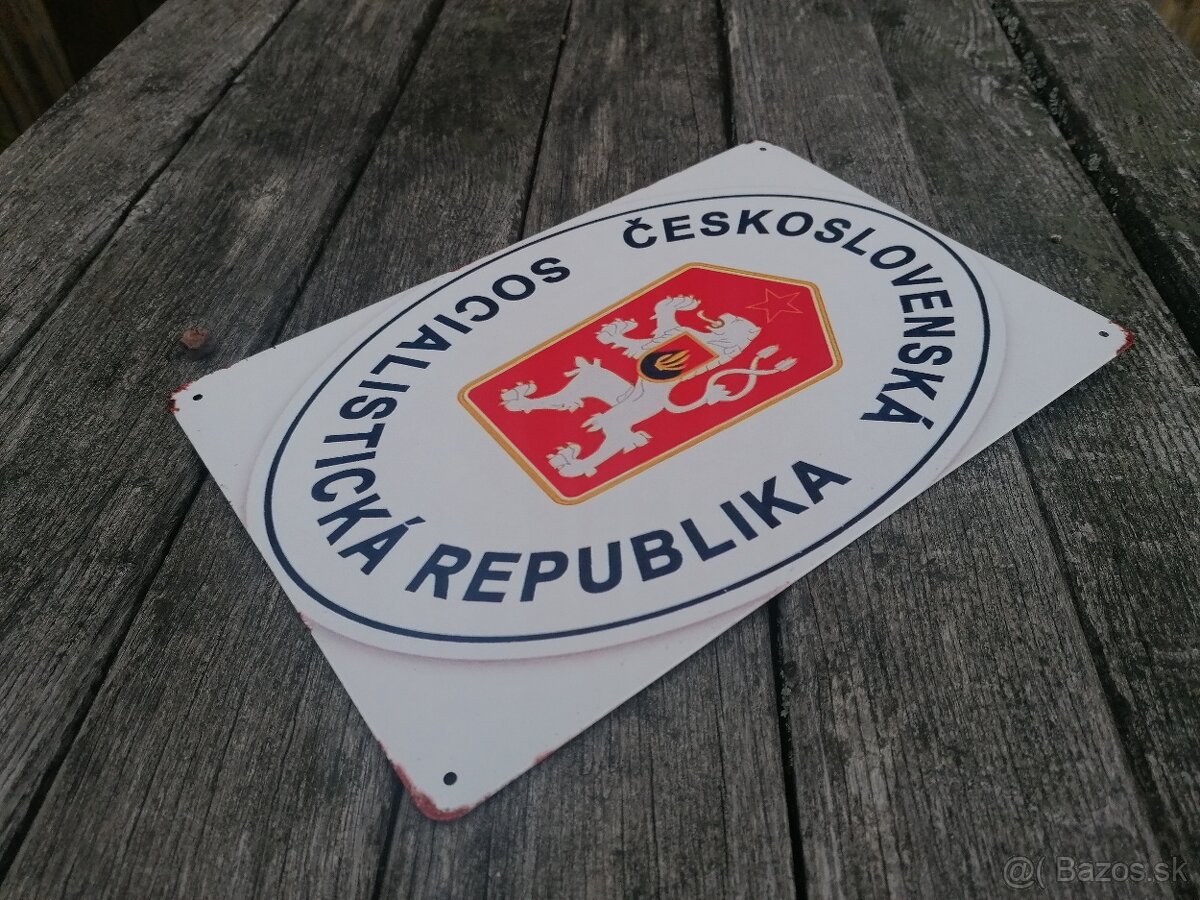 ČESKOSLOVENSKÁ
SOCIALISTICKÁ REPUBLIKA
@( Bazos.sk